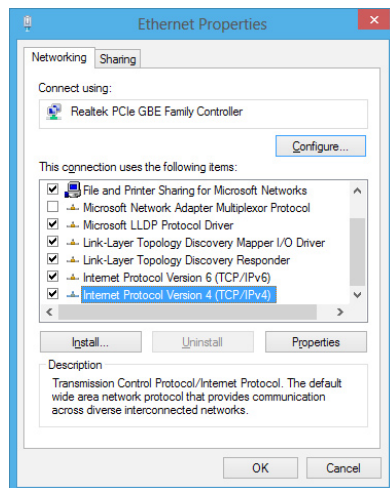 Ethernet Properties
Networking
Sharing
Connect using:
Realtek PCIe GBE Family Controller
Configure...
This connection uses the following items:
File and Printer Sharing for Microsoft Networks
Microsoft Network Adapter Multiplexor Protocol
Microsoft LLDP Protocol Driver
Link-Layer Topology Discovery Mapper I/O Driver
Link-Layer Topology Discovery Responder
Internet Protocol Version 6 (TCP/IPv6)
Internet Protocol Version 4 (TCP/IPv4)
Install...
Uninstall
Properties
Description
Transmission Control Protocol/Internet Protocol. The default
wide area network protocol that provides communication
across diverse interconnected networks.
OK
Cancel